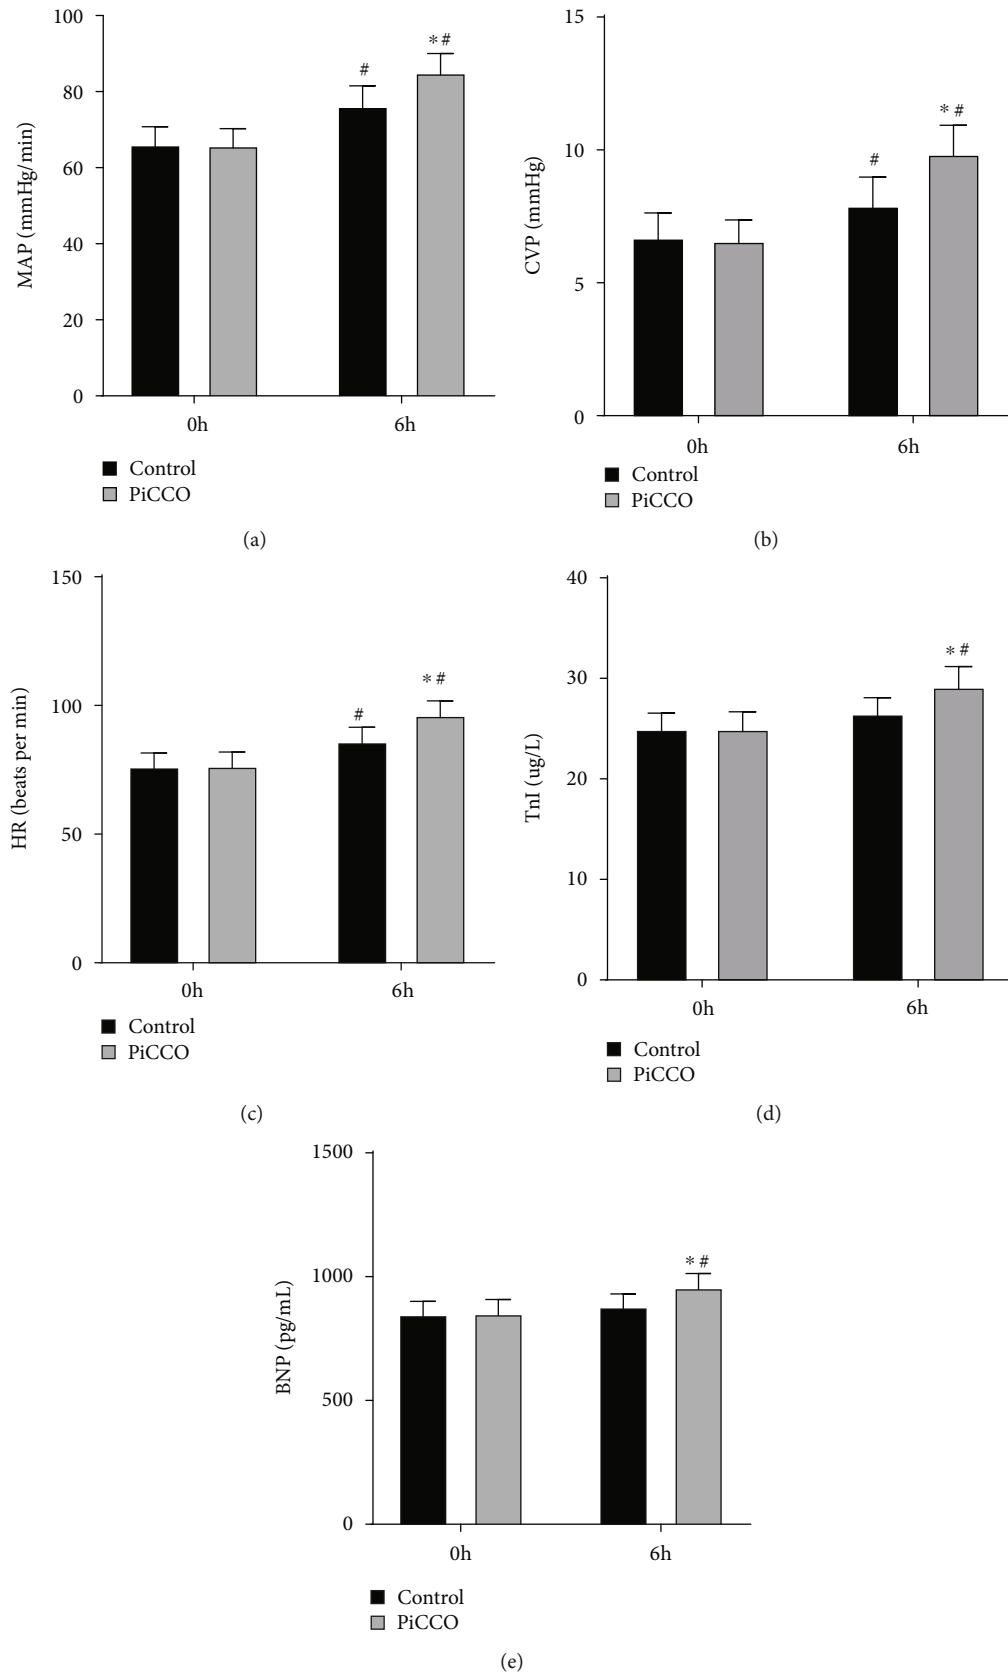 MAP (mmHg/min)
100
80
60
40
20
0
#
*#
0h
6h
Control
PiCCO
(a)
CVP (mmHg)
15
10
5
0
#
*#
0h
6h
Control
PiCCO
(b)
HR (beats per min)
150
100
50
0
#
*#
0h
6h
Control
PiCCO
(c)
TnI (ug/L)
40
30
20
10
0
*#
0h
6h
Control
PiCCO
(d)
BNP (pg/mL)
1500
1000
500
0
*#
0h
6h
Control
PiCCO
(e)